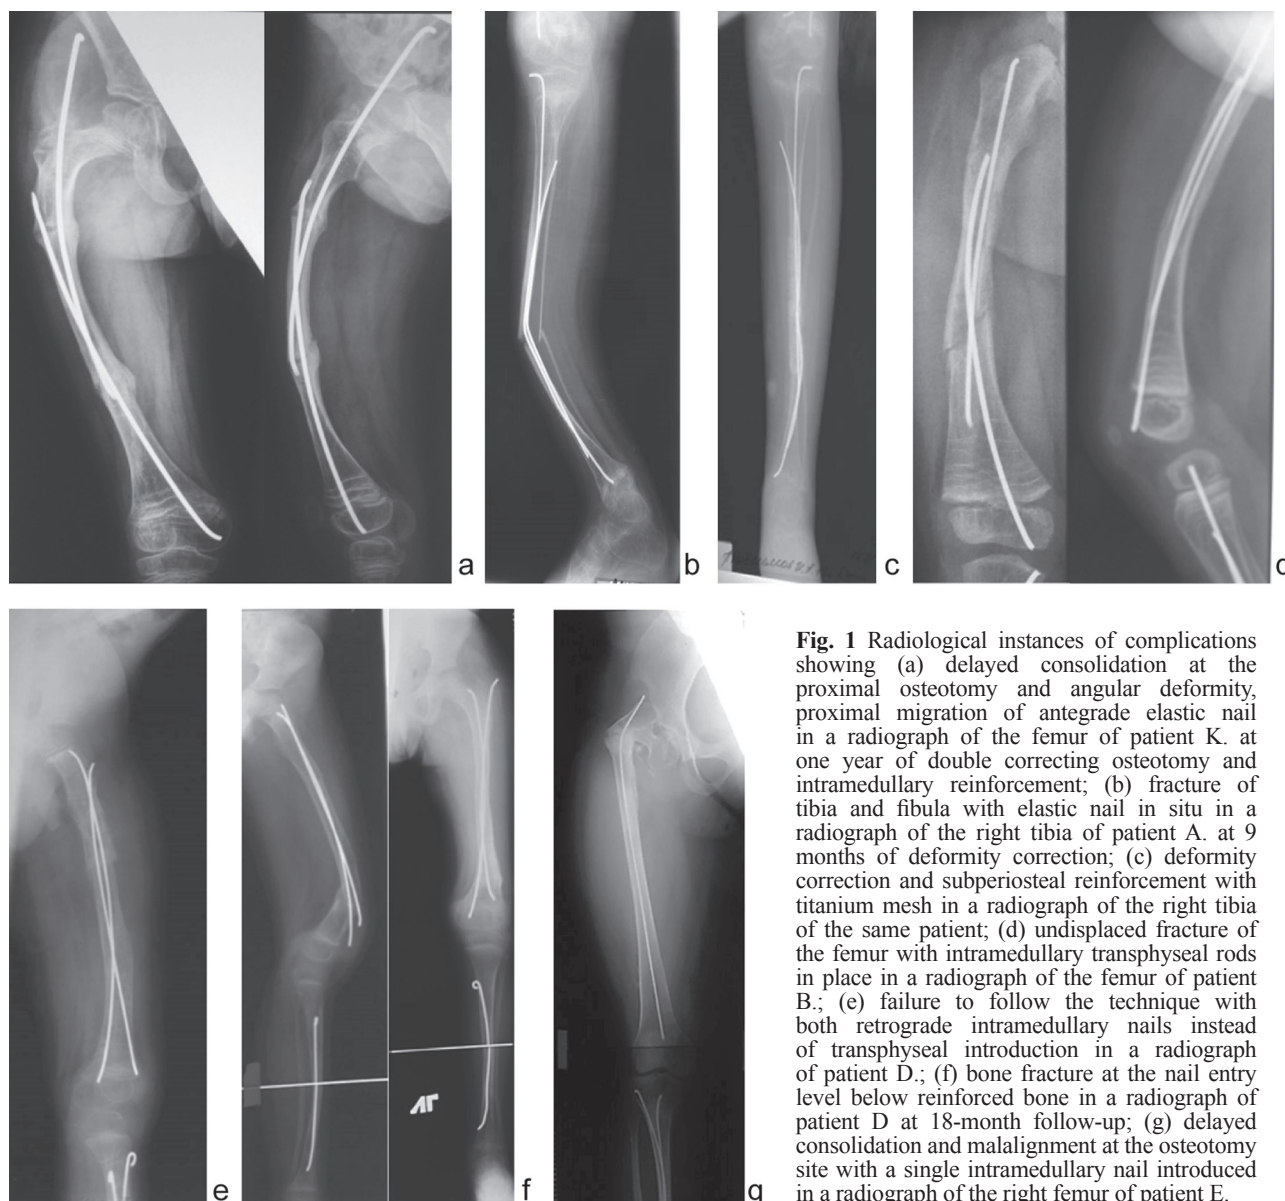 a
b
c
d
Fig. 1 Radiological instances of complications
showing (a) delayed consolidation at the
proximal osteotomy and angular deformity,
proximal migration of antegrade elastic nail
in a radiograph of the femur of patient K. at
one year of double correcting osteotomy and
intramedullary reinforcement; (b) fracture of
tibia and fibula with elastic nail in situ in a
radiograph of the right tibia of patient A. at 9
months of deformity correction; (c) deformity
correction and subperiosteal reinforcement with
titanium mesh in a radiograph of the right tibia
of the same patient; (d) undisplaced fracture of
the femur with intramedullary transphyseal rods
in place in a radiograph of the femur of patient
B.; (e) failure to follow the technique with
both retrograde intramedullary nails instead
of transphyseal introduction in a radiograph
of patient D.; (f) bone fracture at the nail entry
level below reinforced bone in a radiograph of
patient D at 18-month follow-up; (g) delayed
consolidation and malalignment at the osteotomy
site with a single intramedullary nail introduced
in a radiograph of the right femur of patient E.
e
f
g